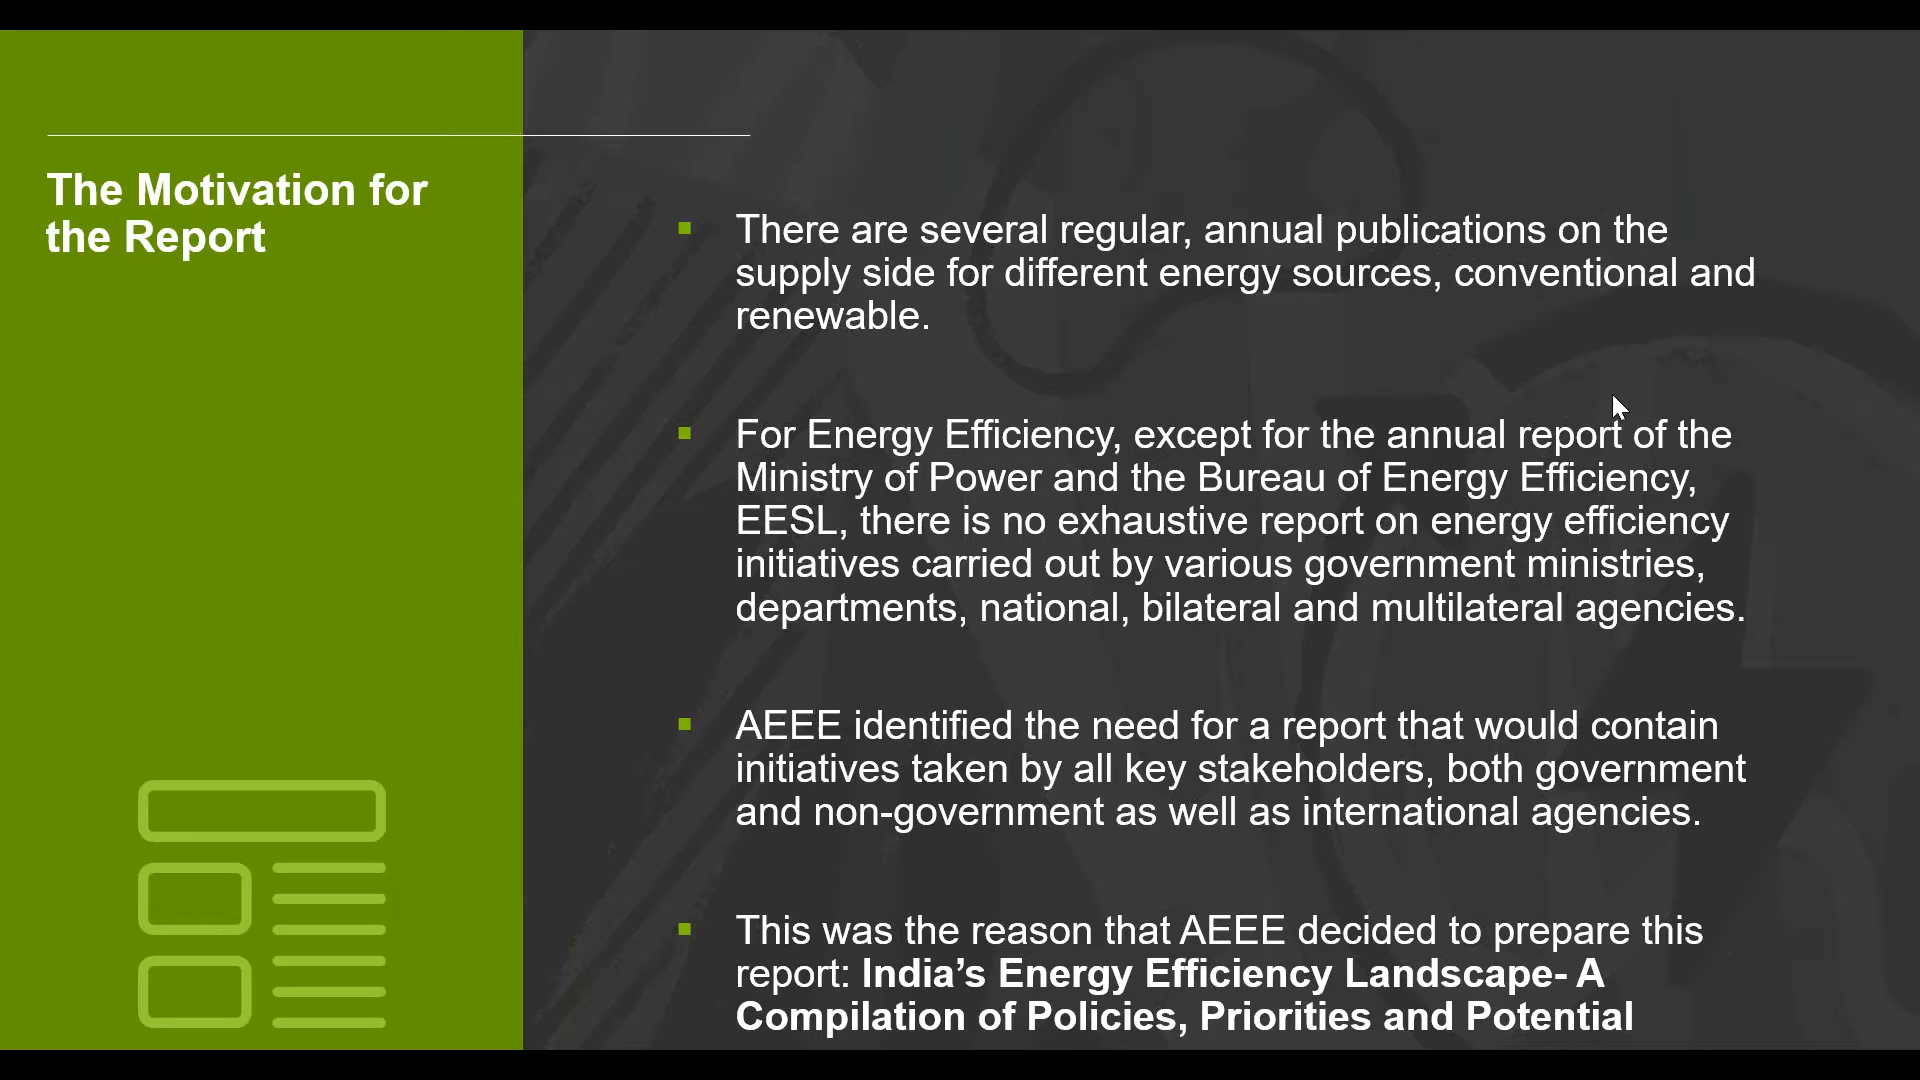 The Motivation for
the Report
There are several regular, annual publications on the
supply side for different energy sources, conventional and
renewable.
For Energy Efficiency, except for the annual report of the
Ministry of Power and the Bureau of Energy Efficiency,
EESL, there is no exhaustive report on energy efficiency
initiatives carried out by various government ministries,
departments, national, bilateral and multilateral agencies.
AEEE identified the need for a report that would contain
initiatives taken by all key stakeholders, both government
and non-government as well as international agencies.
This was the reason that AEEE decided to prepare this
report: India’s Energy Efficiency Landscape- A
Compilation of Policies, Priorities and Potential